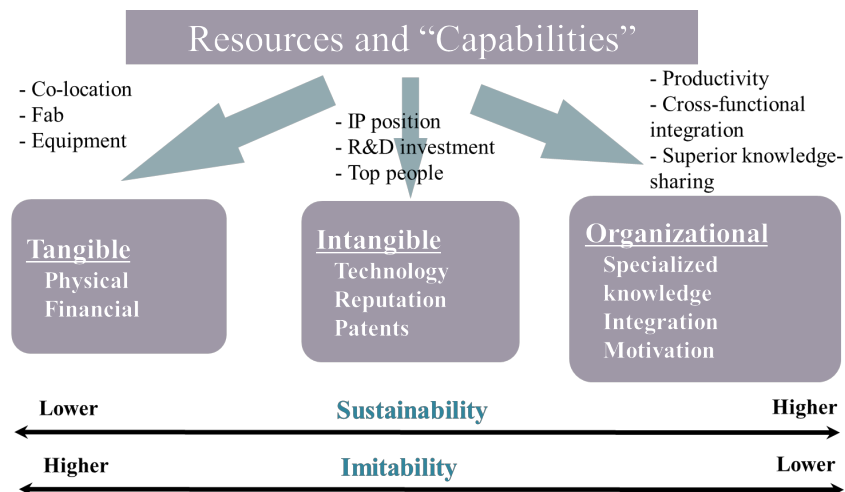 Resources and “Capabilities”
- Co-location
- Fab
- Equipment
- IP position
- R&D investment
- Top people
- Productivity
- Cross-functional
integration
- Superior knowledge-
sharing
Tangible
Physical
Financial
Intangible
Technology
Reputation
Patents
Organizational
Specialized
knowledge
Integration
Motivation
Lower Sustainability Higher
Higher Imitability Lower